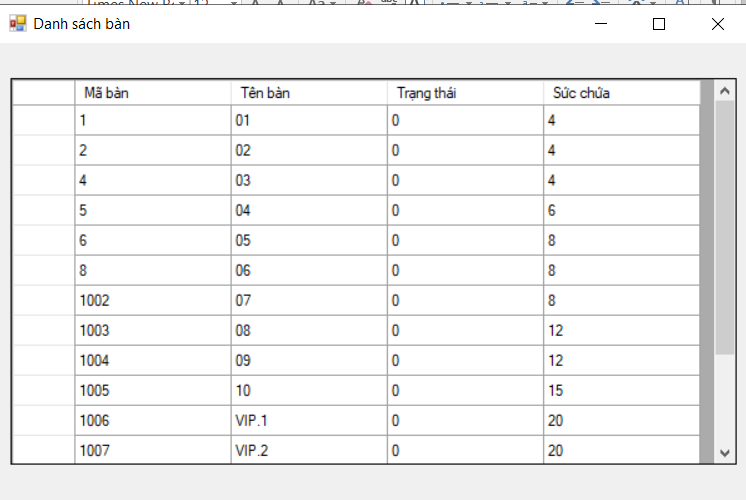 Danh sách bàn
Mã bàn Tên bàn Trạng thái Sức chứa
1 01 0 4
2 02 0 4
4 03 0 4
5 04 0 6
6 05 0 8
8 06 0 8
1002 07 0 8
1003 08 0 12
1004 09 0 12
1005 10 0 15
1006 VIP.1 0 20
1007 VIP.2 0 20